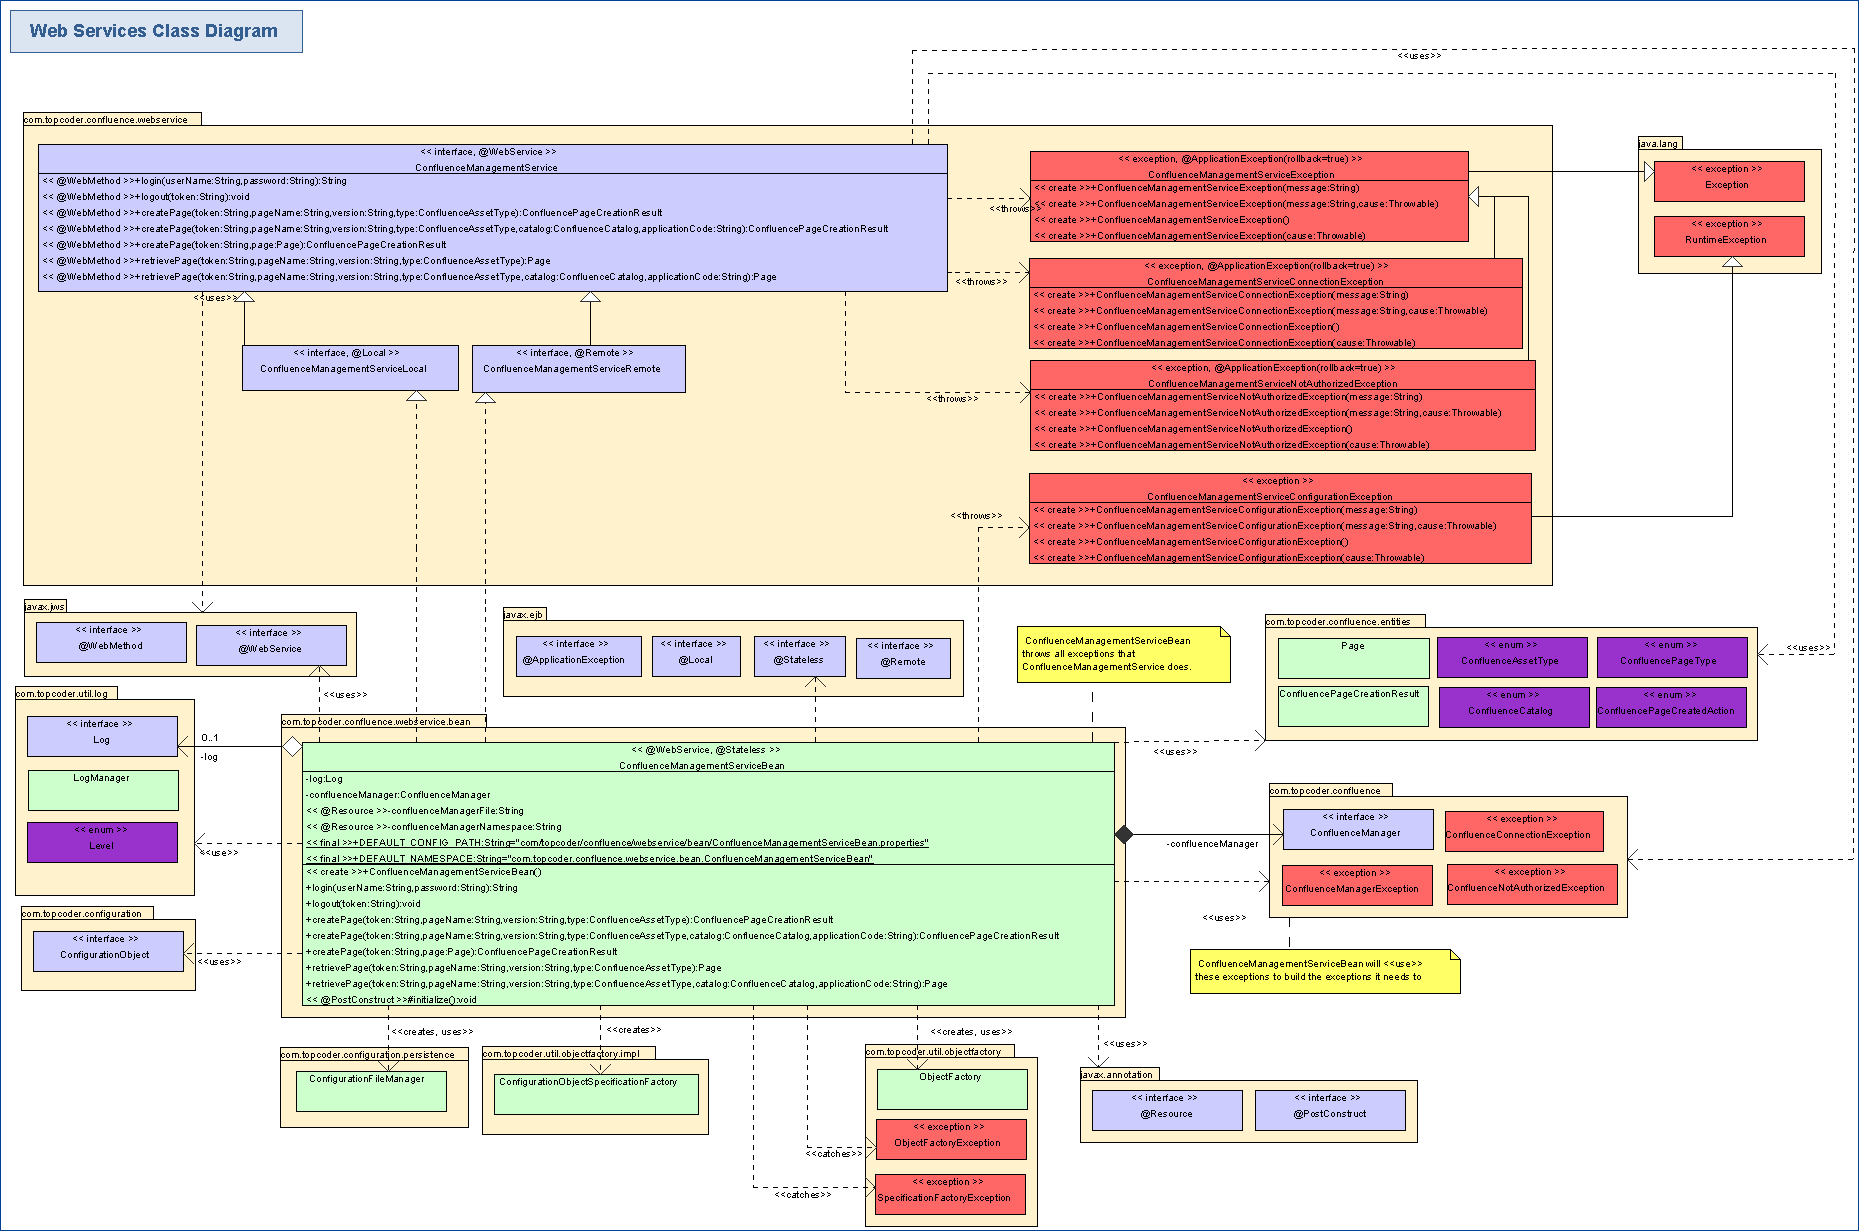 Web Services Class Diagram
<<uses>>
com.topcoder.confluence.webservice
<< interface, @WebService >>
ConfluenceManagementService
<< @WebMethod >>+login(userName:String,password:String):String
<< @WebMethod >>+logout(token:String):void
<< @WebMethod >>+createPage(token:String,pageName:String,version:String,type:ConfluenceAssetType):ConfluencePageCreationResult
<< @WebMethod >>+createPage(token:String,pageName:String,version:String,type:ConfluenceAssetType,catalog:ConfluenceCatalog,applicationCode:String):ConfluencePageCreationResult
<< @WebMethod >>+createPage(token:String,page:Page):ConfluencePageCreationResult
<< @WebMethod >>+retrievePage(token:String,pageName:String,version:String,type:ConfluenceAssetType):Page
<< @WebMethod >>+retrievePage(token:String,pageName:String,version:String,type:ConfluenceAssetType,catalog:ConfluenceCatalog,applicationCode:String):Page
<< exception, @ApplicationException(rollback=true) >>
ConfluenceManagementServiceException
<< create >>+ConfluenceManagementServiceException(message:String)
<< create >>+ConfluenceManagementServiceException(message:String,cause:Throwable)
<< create >>+ConfluenceManagementServiceException()
<< create >>+ConfluenceManagementServiceException(cause:Throwable)
<<throws>>
java.lang
<< exception >>
Exception
<< exception >>
RuntimeException
<< exception, @ApplicationException(rollback=true) >>
ConfluenceManagementServiceConnectionException
<< create >>+ConfluenceManagementServiceConnectionException(message:String)
<< create >>+ConfluenceManagementServiceConnectionException(message:String,cause:Throwable)
<< create >>+ConfluenceManagementServiceConnectionException()
<< create >>+ConfluenceManagementServiceConnectionException(cause:Throwable)
<<throws>>
<<uses>>
<< interface, @Local >>
ConfluenceManagementServiceLocal
<< interface, @Remote >>
ConfluenceManagementServiceRemote
<< exception, @ApplicationException(rollback=true) >>
ConfluenceManagementServiceNotAuthorizedException
<< create >>+ConfluenceManagementServiceNotAuthorizedException(message:String)
<< create >>+ConfluenceManagementServiceNotAuthorizedException(message:String,cause:Throwable)
<< create >>+ConfluenceManagementServiceNotAuthorizedException()
<< create >>+ConfluenceManagementServiceNotAuthorizedException(cause:Throwable)
<<throws>>
<< exception >>
ConfluenceManagementServiceConfigurationException
<< create >>+ConfluenceManagementServiceConfigurationException(message:String)
<< create >>+ConfluenceManagementServiceConfigurationException(message:String,cause:Throwable)
<< create >>+ConfluenceManagementServiceConfigurationException()
<< create >>+ConfluenceManagementServiceConfigurationException(cause:Throwable)
<<throws>>
javax.jws
<< interface >>
@WebMethod
<< interface >>
@WebService
<<uses>>
javax.ejb
<< interface >>
@ApplicationException
<< interface >>
@Local
<< interface >>
@Stateless
<< interface >>
@Remote
ConfluenceManagementServiceBean
throws all exceptions that
ConfluenceManagementService does.
com.topcoder.confluence.entities
Page
<< enum >>
ConfluenceAssetType
<< enum >>
ConfluencePageType
ConfluencePageCreationResult
<< enum >>
ConfluenceCatalog
<< enum >>
ConfluencePageCreatedAction
<<uses>>
com.topcoder.util.log
<< interface >>
Log
LogManager
<< enum >>
Level
0..1
-log
<<use>>
com.topcoder.confluence.webservice.bean
<< @WebService, @Stateless >>
ConfluenceManagementServiceBean
-log:Log
-confluenceManager:ConfluenceManager
<< @Resource >>-confluenceManagerFile:String
<< @Resource >>-confluenceManagerNamespace:String
<< final >>+DEFAULT_CONFIG_PATH:String="com/topcoder/confluence/webservice/bean/ConfluenceManagementServiceBean.properties"
<< final >>+DEFAULT_NAMESPACE:String="com.topcoder.confluence.webservice.bean.ConfluenceManagementServiceBean"
<< create >>+ConfluenceManagementServiceBean()
+login(userName:String,password:String):String
+logout(token:String):void
+createPage(token:String,pageName:String,version:String,type:ConfluenceAssetType):ConfluencePageCreationResult
+createPage(token:String,pageName:String,version:String,type:ConfluenceAssetType,catalog:ConfluenceCatalog,applicationCode:String):ConfluencePageCreationResult
+createPage(token:String,page:Page):ConfluencePageCreationResult
+retrievePage(token:String,pageName:String,version:String,type:ConfluenceAssetType):Page
+retrievePage(token:String,pageName:String,version:String,type:ConfluenceAssetType,catalog:ConfluenceCatalog,applicationCode:String):Page
<< @PostConstruct >>#initialize():void
<<uses>>
com.topcoder.confluence
<< interface >>
ConfluenceManager
<< exception >>
ConfluenceConnectionException
<< exception >>
ConfluenceManagerException
<< exception >>
ConfluenceNotAuthorizedException
-confluenceManager
<<uses>>
ConfluenceManagementServiceBean will <<use>>
these exceptions to build the exceptions it needs to
com.topcoder.configuration
<< interface >>
ConfigurationObject
<<uses>>
<<creates, uses>>
<<creates>>
<<creates, uses>>
<<uses>>
com.topcoder.configuration.persistence
ConfigurationFileManager
com.topcoder.util.objectfactory.impl
ConfigurationObjectSpecificationFactory
com.topcoder.util.objectfactory
ObjectFactory
<< exception >>
ObjectFactoryException
<< exception >>
SpecificationFactoryException
<<catches>>
<<catches>>
javax.annotation
<< interface >>
@Resource
<< interface >>
@PostConstruct